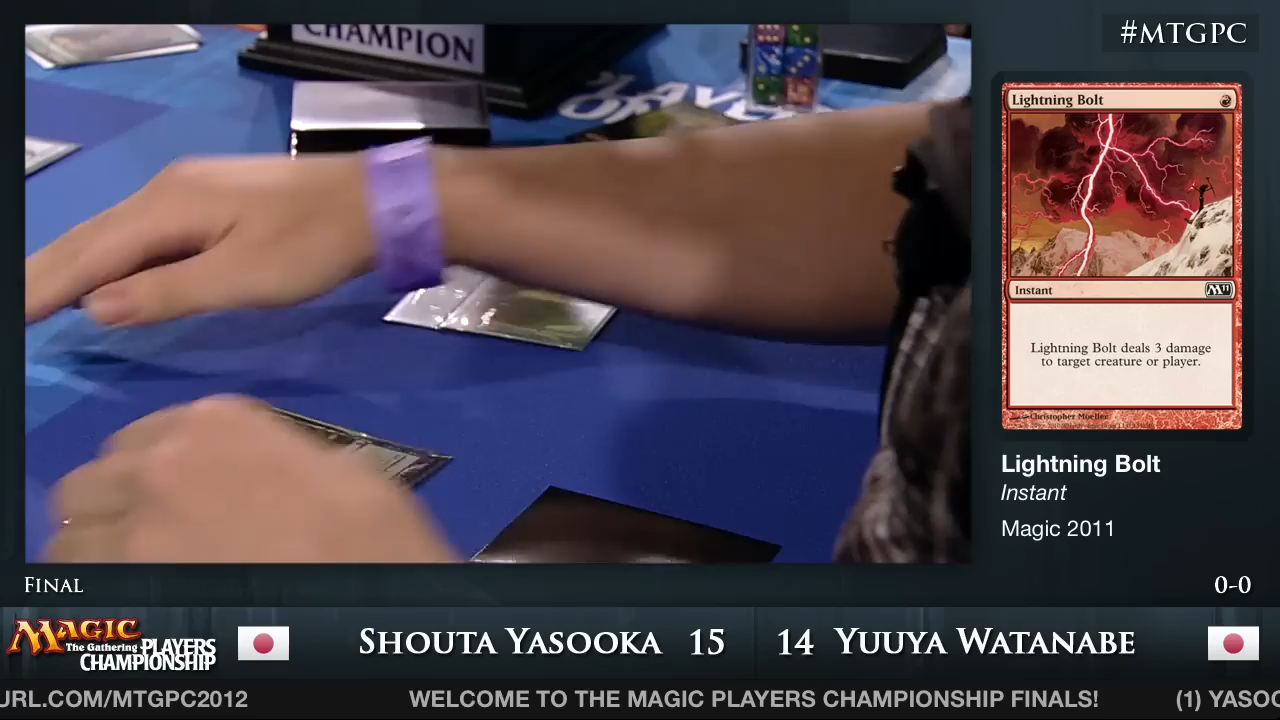 CHAMPION
#MTGPC
Lightning Bolt
Instant
Lightning Bolt deals 3 damage
to target creature or player.
Christopher Moeller
Lightning Bolt
Instant
Magic 2011
FINAL
0-0
MAGIC
The Gathering
PLAYERS
CHAMPIONSHIP
SHOUTA YASOOKA 15
14 YUUYA WATANABE
URL.COM/MTGPC2012 WELCOME TO THE MAGIC PLAYERS CHAMPIONSHIP FINALS! (1) YASOO